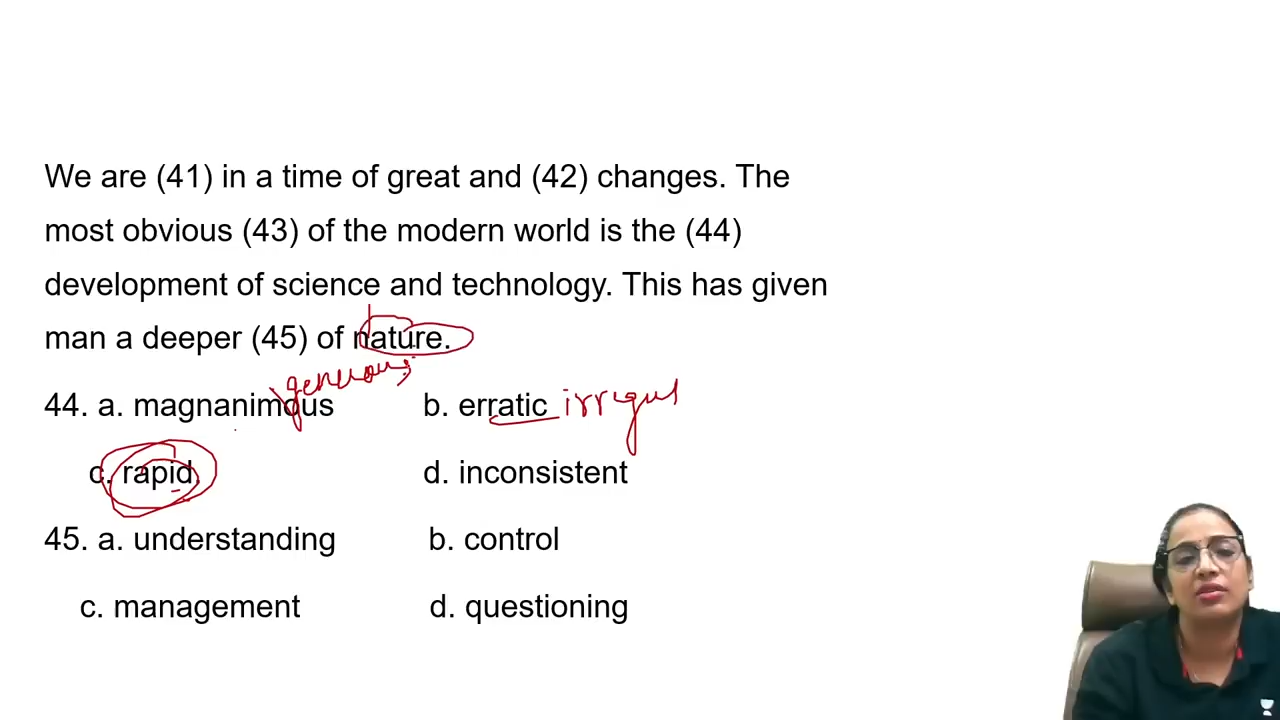 We are (41) in a time of great and (42) changes. The
most obvious (43) of the modern world is the (44)
development of science and technology. This has given
man a deeper (45) of nature.
generous
44. a. magnanimous b. erratic irregul
c. rapid d. inconsistent
45. a. understanding b. control
c. management d. questioning